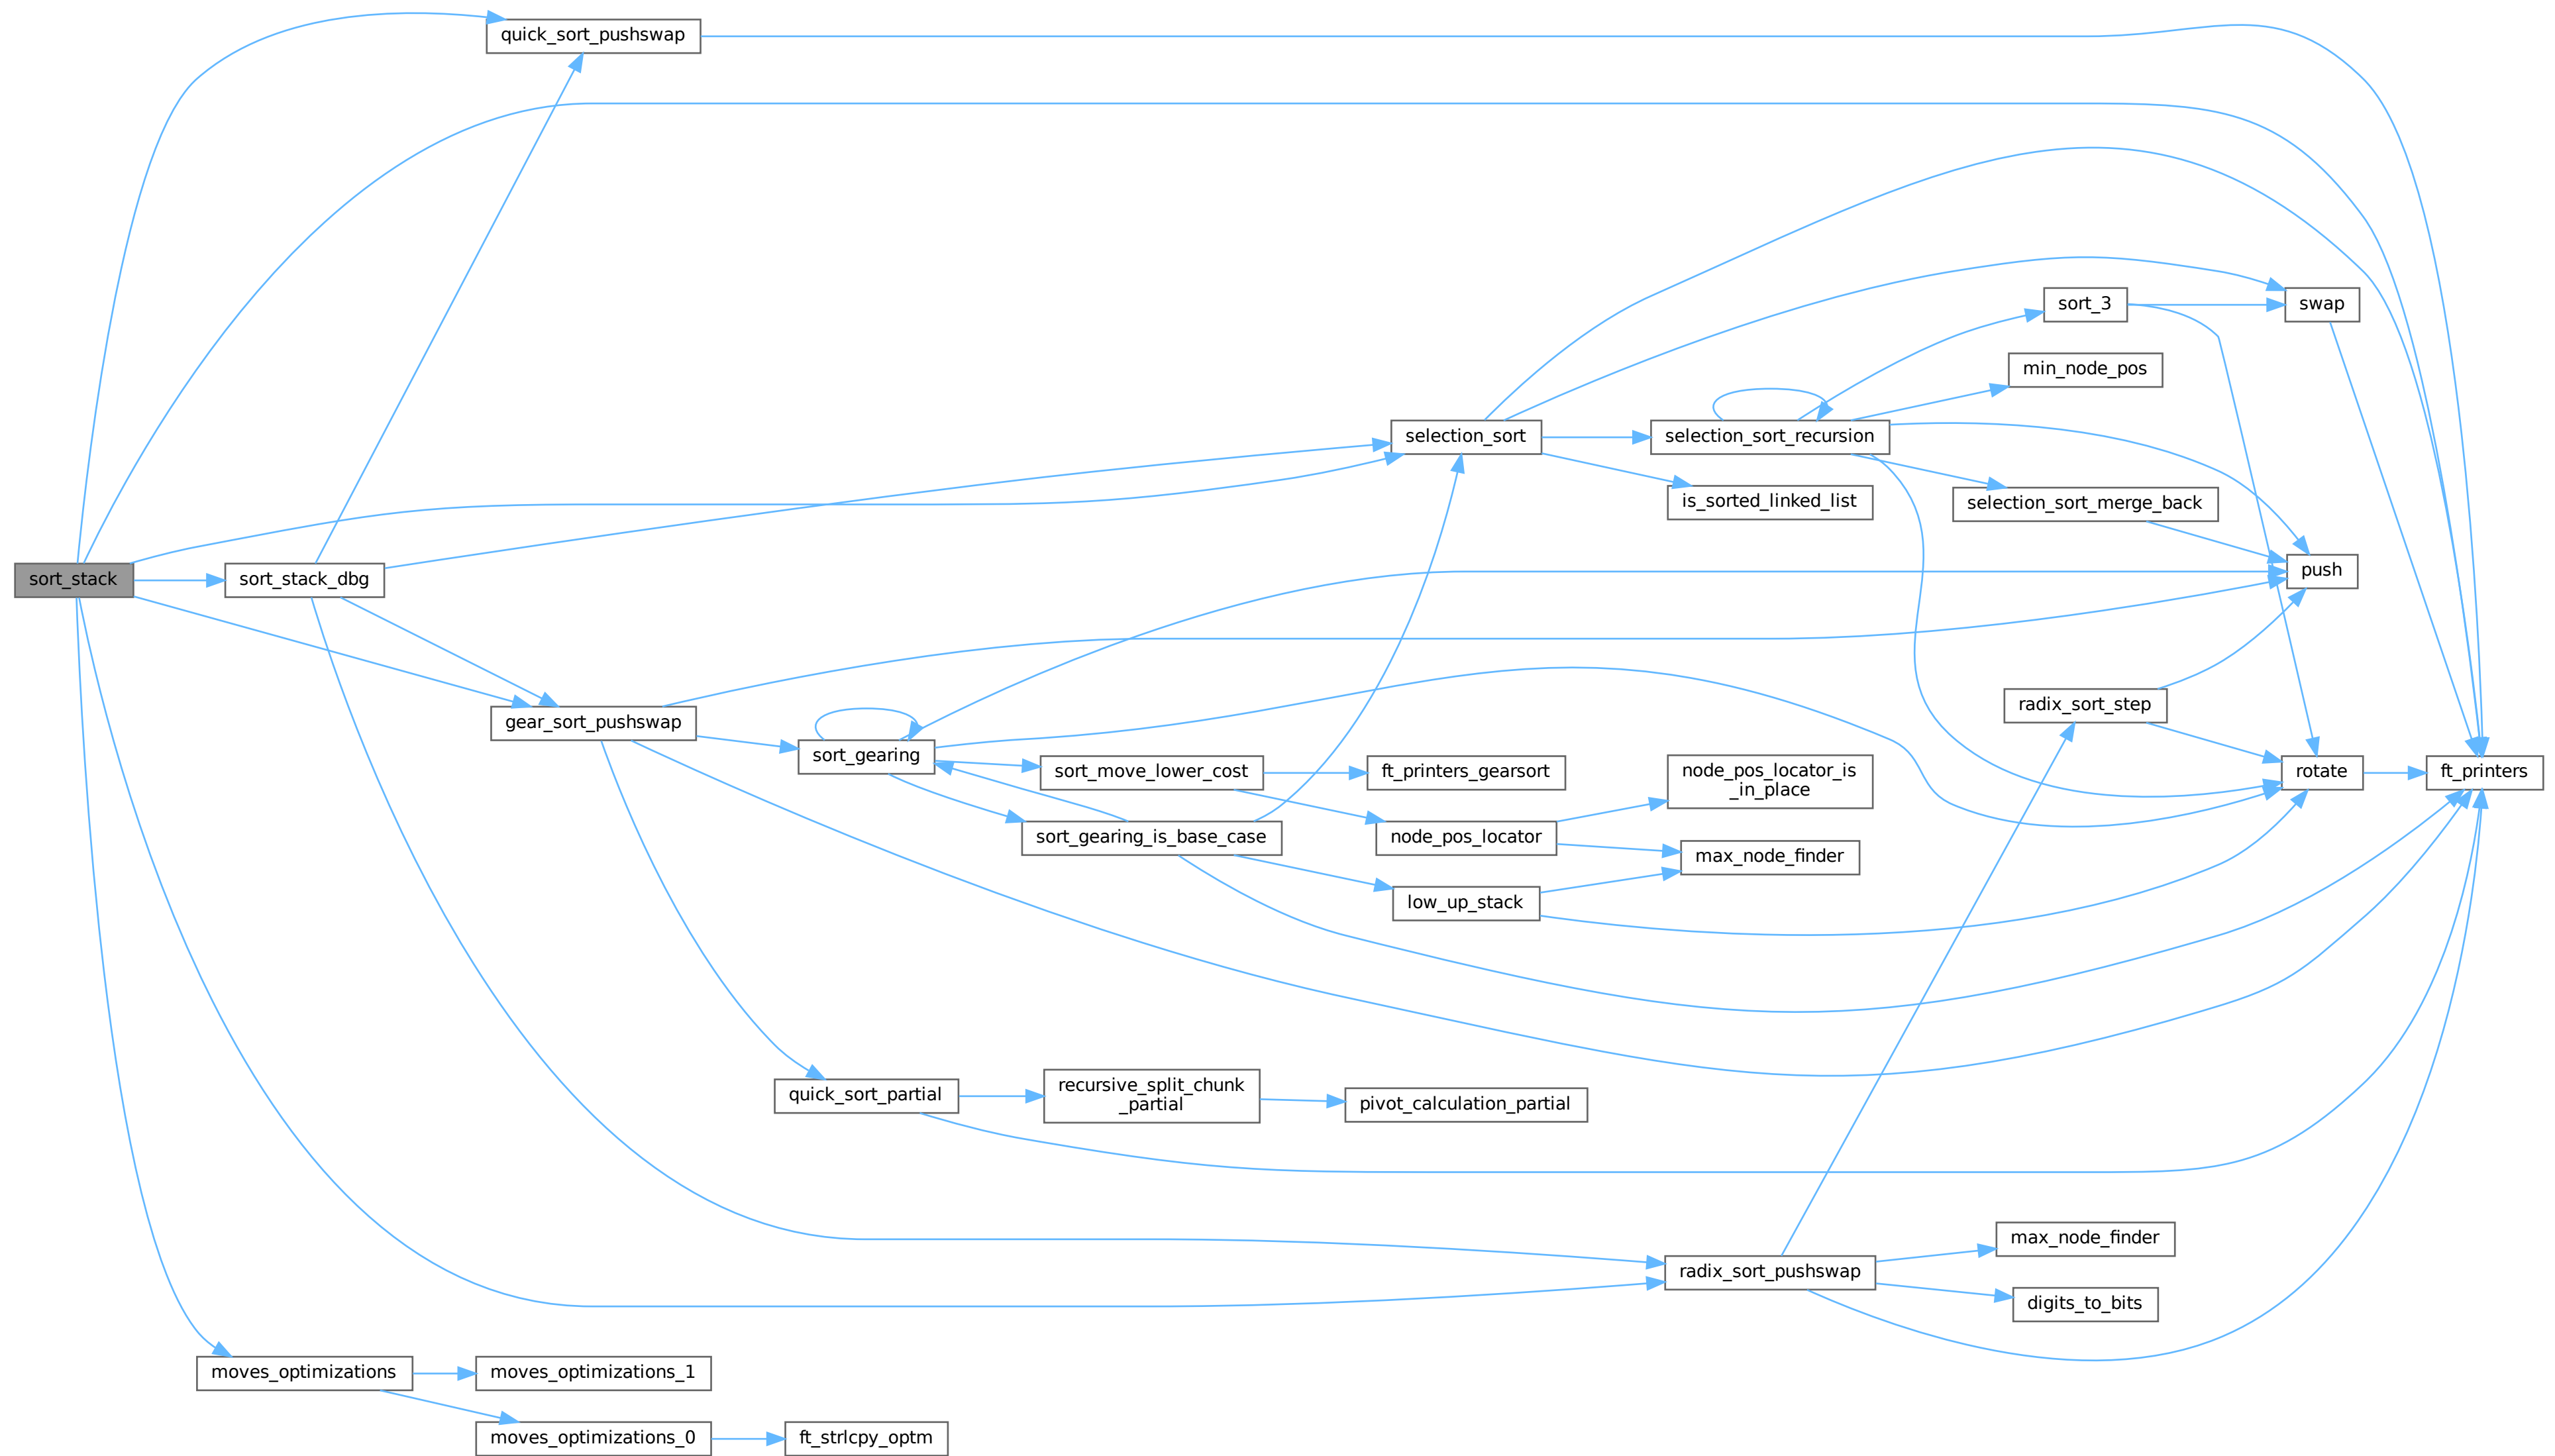 quick_sort_pushswap
sort_3
swap
min_node_pos
selection_sort
selection_sort_recursion
is_sorted_linked_list
selection_sort_merge_back
sort_stack
sort_stack_dbg
push
radix_sort_step
gear_sort_pushswap
sort_gearing
sort_move_lower_cost
ft_printers_gearsort
node_pos_locator_is
_in_place
rotate
ft_printers
sort_gearing_is_base_case
node_pos_locator
max_node_finder
low_up_stack
quick_sort_partial
recursive_split_chunk
_partial
pivot_calculation_partial
max_node_finder
radix_sort_pushswap
digits_to_bits
moves_optimizations
moves_optimizations_1
moves_optimizations_0
ft_strlcpy_optm